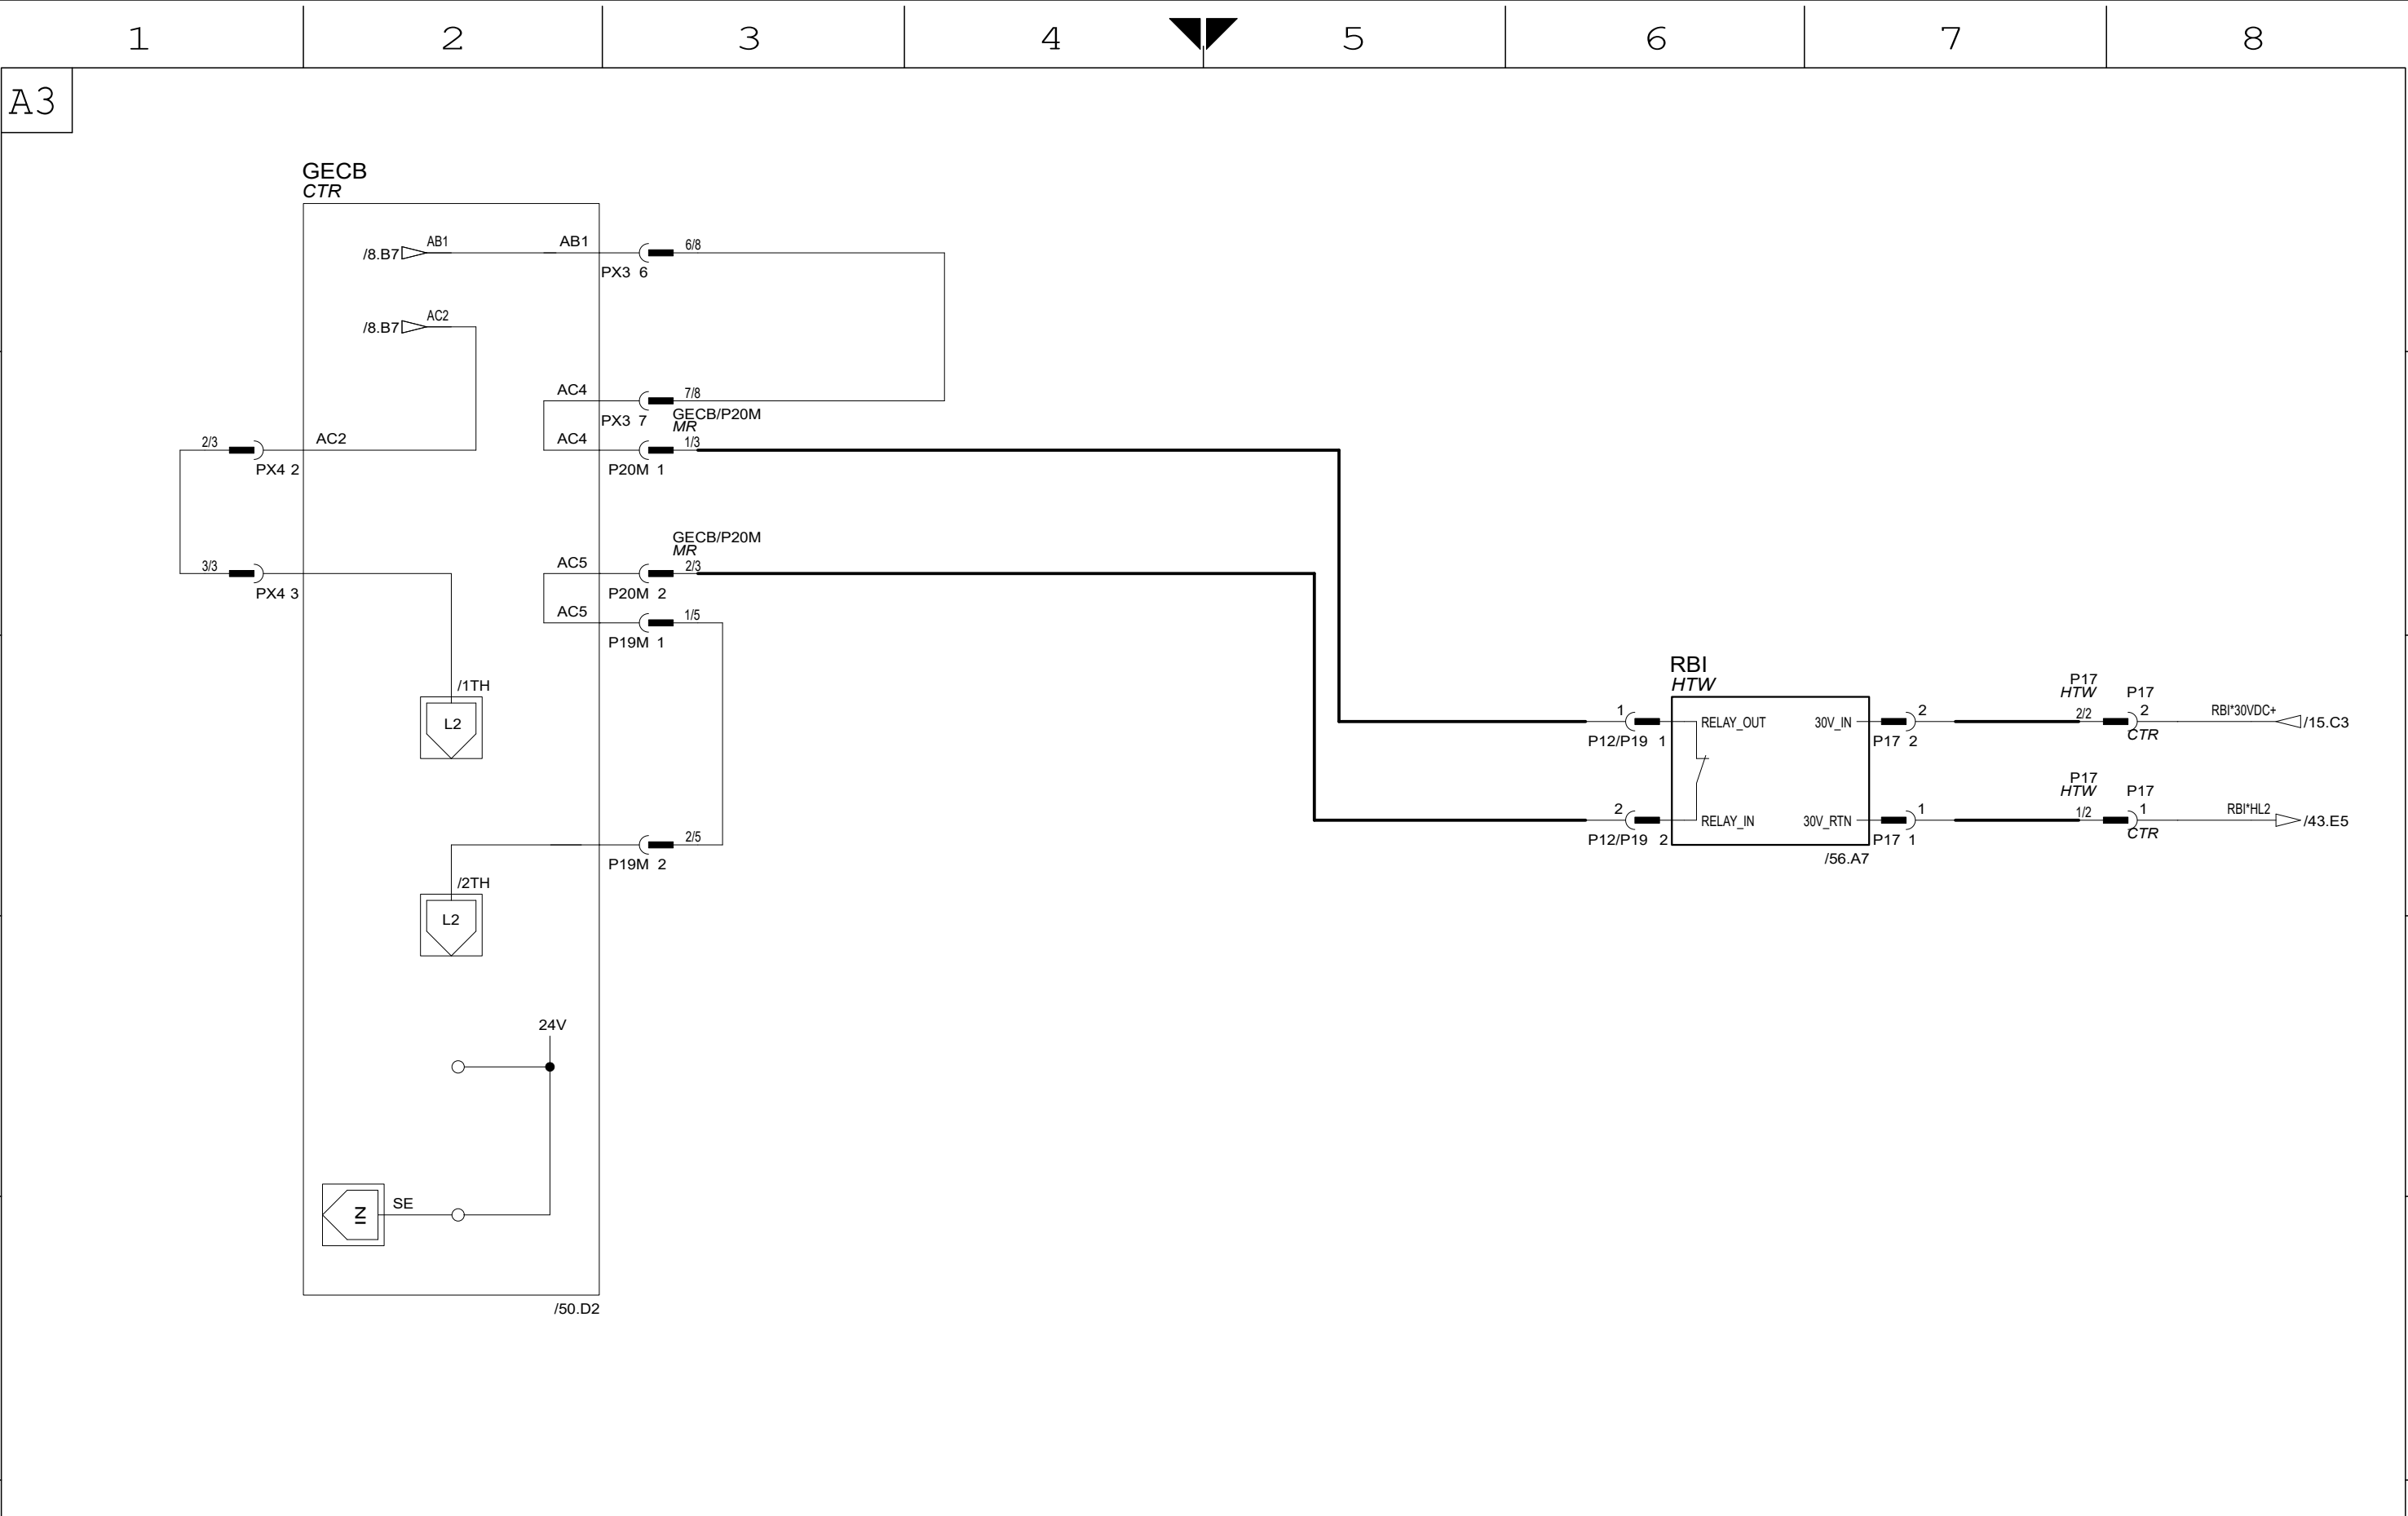 1 2 3 4 5 6 7 8
A3
GECB
CTR
/8.B7 AB1 AB1 6/8
PX3 6
/8.B7 AC2
AC4 7/8
PX3 7 GECB/P20M
MR
2/3 AC2 AC4 1/3
PX4 2 P20M 1
GECB/P20M
MR
3/3 AC5 2/3
PX4 3 P20M 2
AC5 1/5
P19M 1
/1TH
L2
RBI
HTW
P17
HTW P17
1 RELAY_OUT 30V_IN 2 2/2 2 RBI*30VDC+ /15.C3
P12/P19 1 P17 2 CTR
P17
HTW P17
2 RELAY_IN 30V_RTN 1 1/2 1 RBI*HL2 /43.E5
P12/P19 2 P17 1 CTR
/56.A7
2/5
P19M 2
/2TH
L2
24V
IN SE
/50.D2